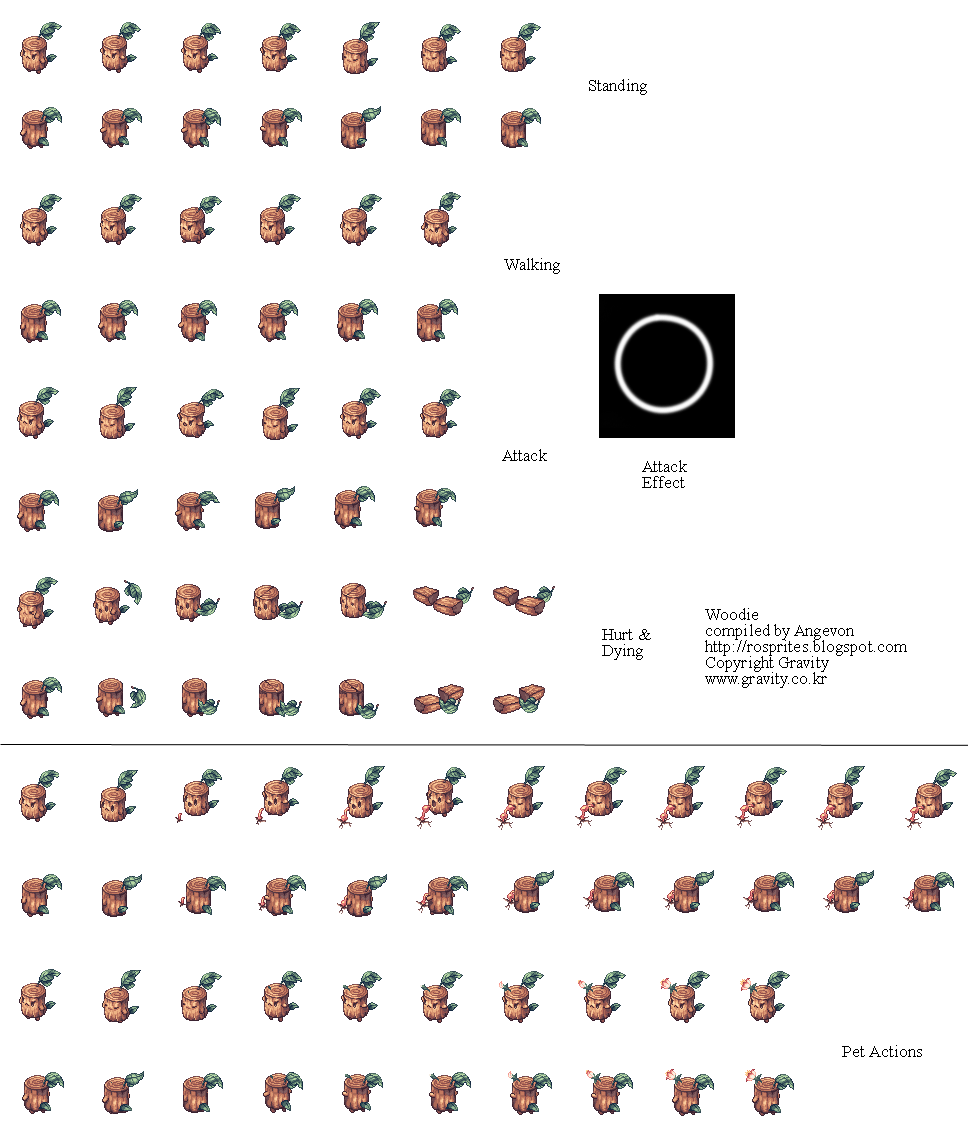 Standing
Walking
Attack
Attack
Effect
Hurt &
Dying
Woodie
compiled by Angevon
http://rosprites.blogspot.com
Copyright Gravity
www.gravity.co.kr
Pet Actions